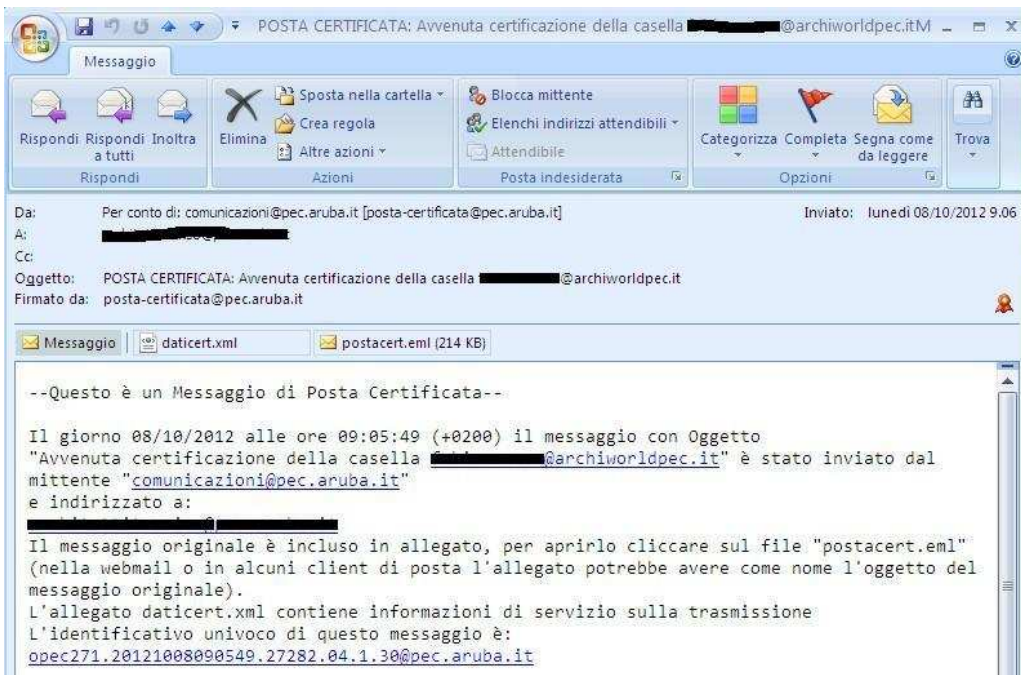 POSTA CERTIFICATA: Avvenuta certificazione della casella @archiworldpec.itM
Messaggio
Rispondi Rispondi a tutti Inoltra
Rispondi
Elimina
Sposta nella cartella
Crea regola
Altre azioni
Azioni
Blocca mittente
Elenchi indirizzi attendibili
Attendibile
Posta indesiderata
Categorizza Completa Segna come da leggere
Opzioni
Trova
Da: Per conto di: comunicazioni@pec.aruba.it [posta-certificata@pec.aruba.it] Inviato: lunedì 08/10/2012 9.06
A:
Cc:
Oggetto: POSTA CERTIFICATA: Avvenuta certificazione della casella @archiworldpec.it
Firmato da: posta-certificata@pec.aruba.it
Messaggio daticert.xml postacert.eml (214 KB)
--Questo è un Messaggio di Posta Certificata--
Il giorno 08/10/2012 alle ore 09:05:49 (+0200) il messaggio con Oggetto
"Avvenuta certificazione della casella @archiworldpec.it" è stato inviato dal
mittente "comunicazioni@pec.aruba.it"
e indirizzato a:
Il messaggio originale è incluso in allegato, per aprirlo cliccare sul file "postacert.eml"
(nella webmail o in alcuni client di posta l'allegato potrebbe avere come nome l'oggetto del
messaggio originale).
L'allegato daticert.xml contiene informazioni di servizio sulla trasmissione
L'identificativo univoco di questo messaggio è:
opec271.20121008090549.27282.04.1.30@pec.aruba.it